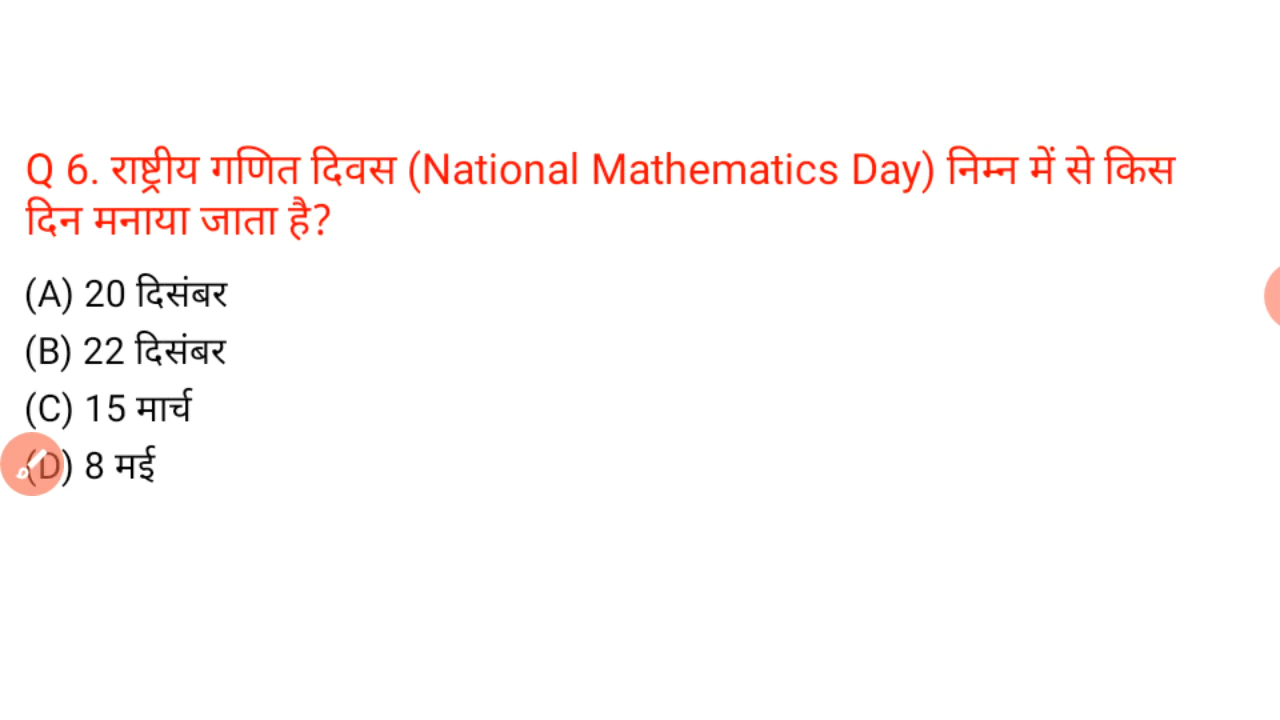 Q 6. राष्ट्रीय गणित दिवस (National Mathematics Day) निम्न में से किस
दिन मनाया जाता है?
(A) 20 दिसंबर
(B) 22 दिसंबर
(C) 15 मार्च
(D) 8 मई